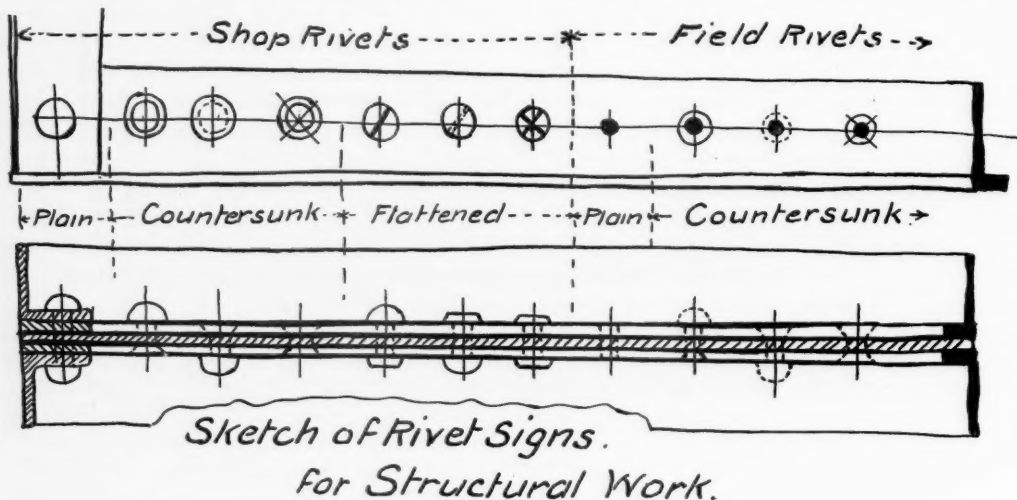 Shop Rivets Field Rivets
Plain Countersunk Flattened Plain Countersunk
Sketch of Rivet Signs.
for Structural Work.